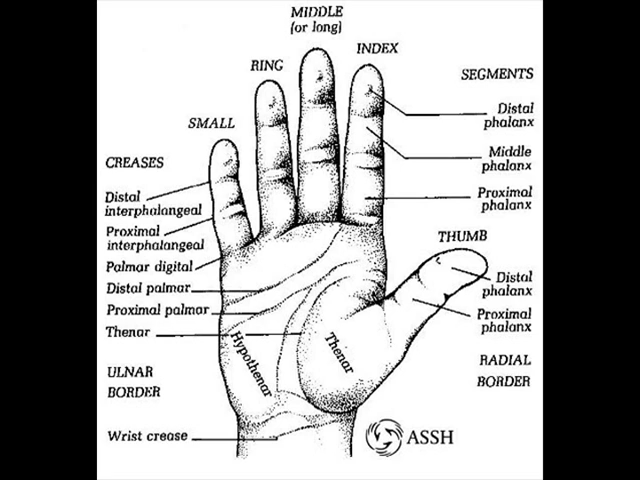 MIDDLE
(or long)
INDEX
RING
SMALL
SEGMENTS
Distal
phalanx
Middle
phalanx
Proximal
phalanx
CREASES
Distal
interphalangeal
Proximal
interphalangeal
Palmar digital
Distal palmar
Proximal palmar
Thenar
THUMB
Distal
phalanx
Proximal
phalanx
Hypothenar
Thenar
ULNAR
BORDER
RADIAL
BORDER
Wrist crease
ASSH